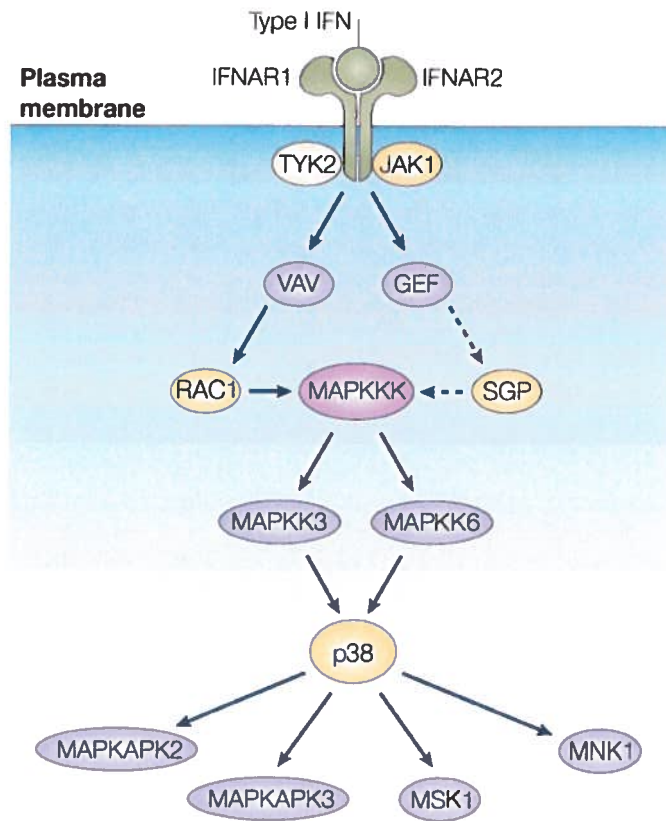 Type I IFN
IFNAR1
IFNAR2
Plasma
membrane
TYK2
JAK1
VAV
GEF
RAC1
MAPKKK
SGP
MAPKK3
MAPKK6
p38
MAPKAPK2
MNK1
MAPKAPK3
MSK1